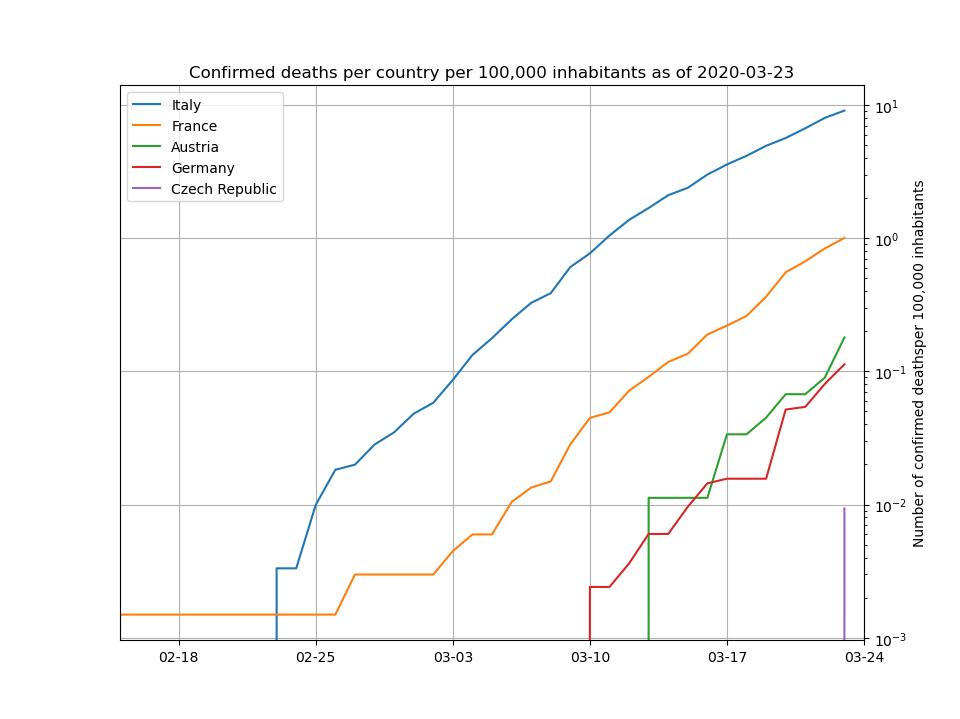 Confirmed deaths per country per 100,000 inhabitants as of 2020-03-23
Italy
France
Austria
Germany
Czech Republic
10¹
10⁰
10⁻¹
10⁻²
10⁻³
Number of confirmed deathsper 100,000 inhabitants
02-18
02-25
03-03
03-10
03-17
03-24